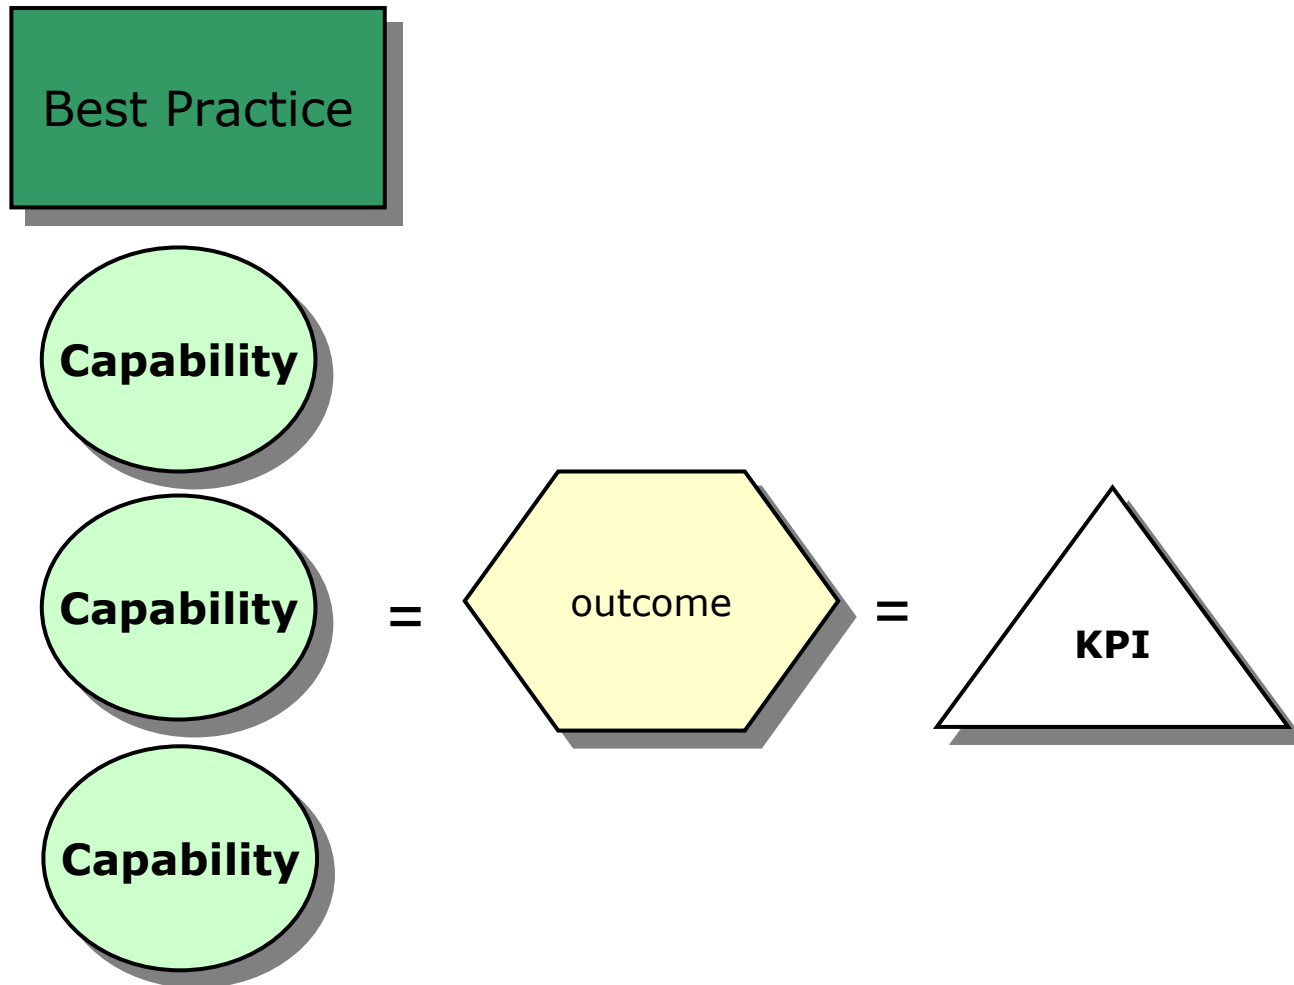 Best Practice
Capability
Capability
=
outcome
=
KPI
Capability